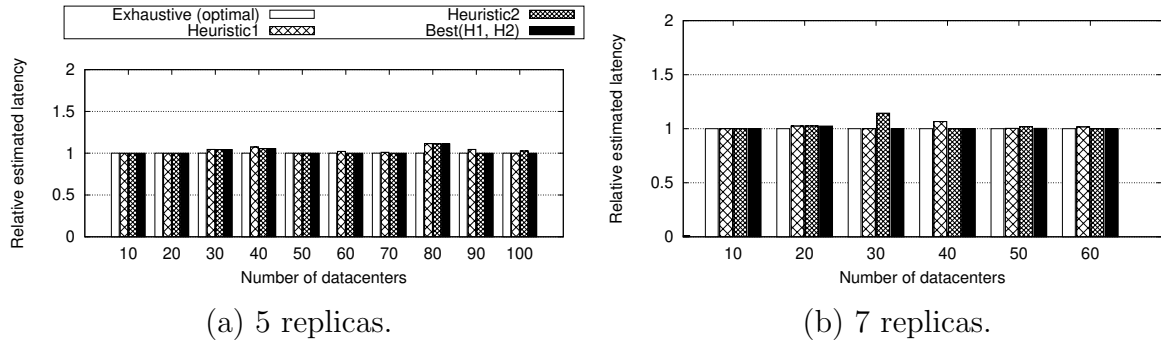 Exhaustive (optimal)
Heuristic1
Heuristic2
Best(H1, H2)
Relative estimated latency
2
1.5
1
0.5
0
10 20 30 40 50 60 70 80 90 100
Number of datacenters
(a) 5 replicas.
Relative estimated latency
2
1.5
1
0.5
0
10 20 30 40 50 60
Number of datacenters
(b) 7 replicas.